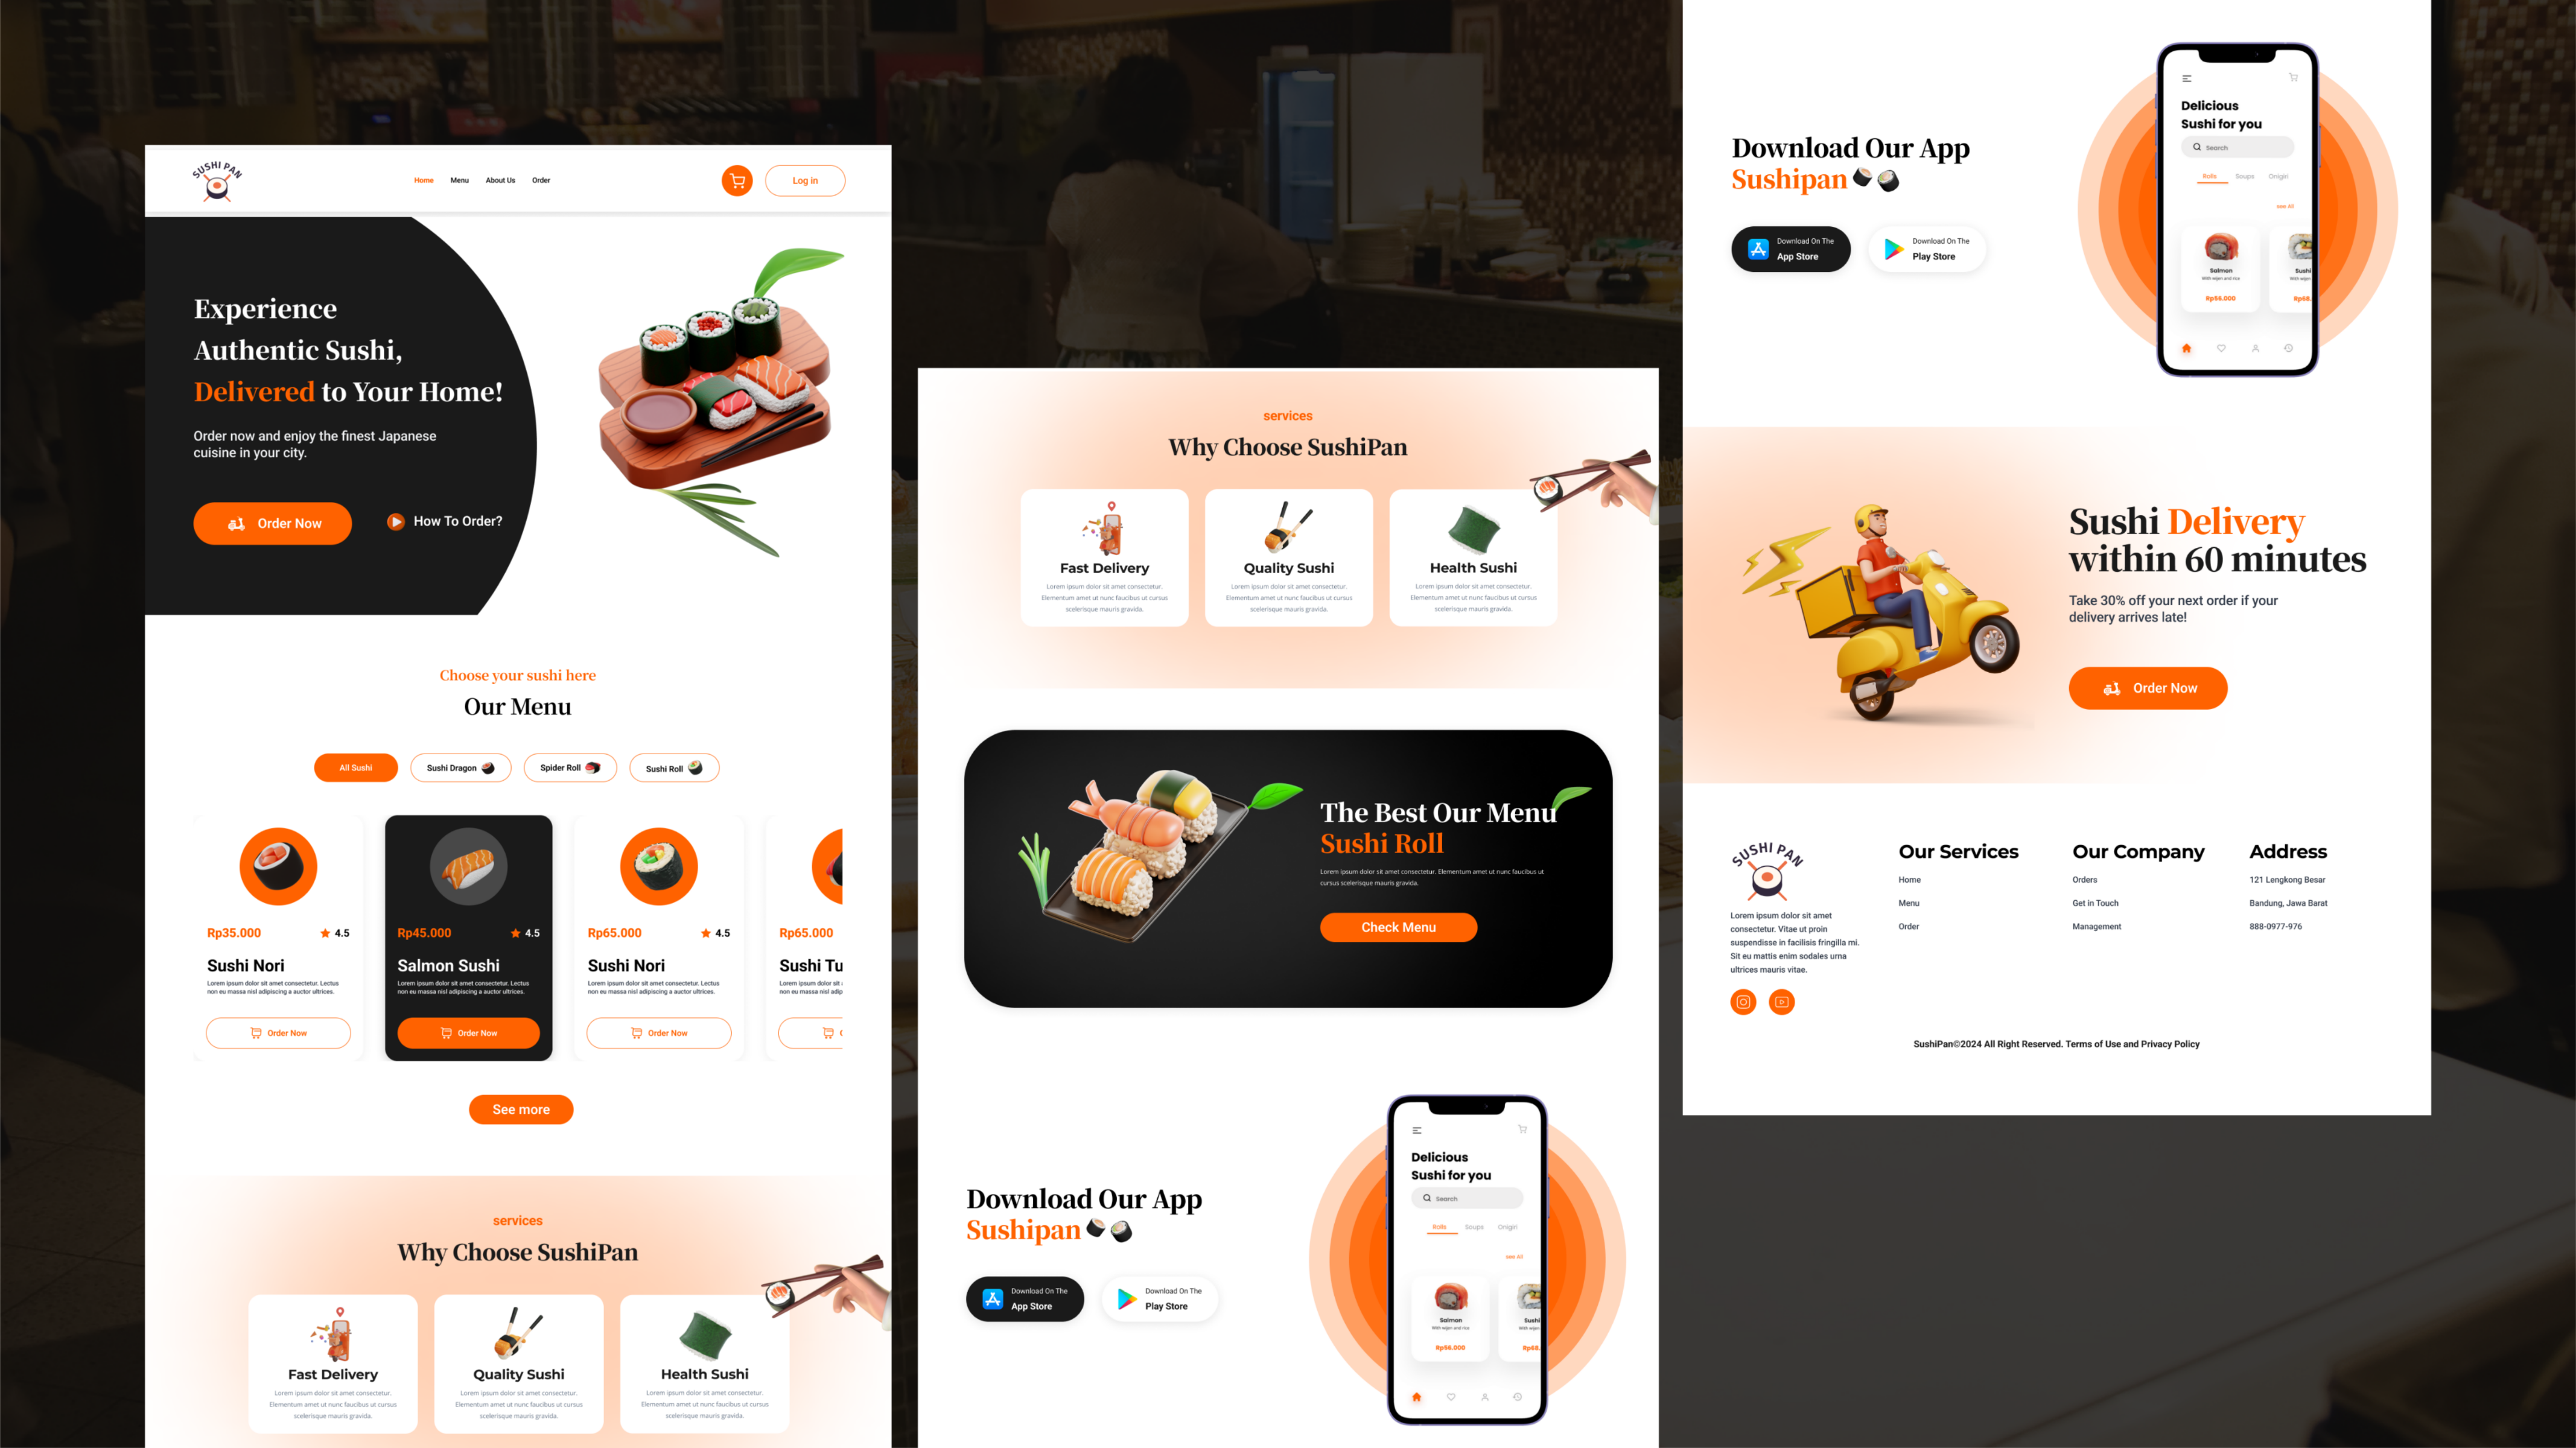 SUSHI PAN
Home
Menu
About Us
Order
Log in
Experience
Authentic Sushi,
Delivered to Your Home!
Order now and enjoy the finest Japanese
cuisine in your city.
Order Now
How To Order?
Choose your sushi here
Our Menu
All Sushi
Sushi Dragon
Spider Roll
Sushi Roll
Rp35.000
4.5
Sushi Nori
Lorem ipsum dolor sit amet consectetur. Lectus
non eu massa nisl adipiscing a auctor ultrices.
Order Now
Rp45.000
4.5
Salmon Sushi
Lorem ipsum dolor sit amet consectetur. Lectus
non eu massa nisl adipiscing a auctor ultrices.
Order Now
Rp65.000
4.5
Sushi Nori
Lorem ipsum dolor sit amet consectetur. Lectus
non eu massa nisl adipiscing a auctor ultrices.
Order Now
Rp65.000
Sushi Tu
Lorem ipsum dolor sit
non eu massa nisl adip
See more
services
Why Choose SushiPan
Fast Delivery
Lorem ipsum dolor sit amet consectetur.
Elementum amet ut nunc faucibus ut cursus
scelerisque mauris gravida.
Quality Sushi
Lorem ipsum dolor sit amet consectetur.
Elementum amet ut nunc faucibus ut cursus
scelerisque mauris gravida.
Health Sushi
Lorem ipsum dolor sit amet consectetur.
Elementum amet ut nunc faucibus ut cursus
scelerisque mauris gravida.
services
Why Choose SushiPan
Fast Delivery
Lorem ipsum dolor sit amet consectetur.
Elementum amet ut nunc faucibus ut cursus
scelerisque mauris gravida.
Quality Sushi
Lorem ipsum dolor sit amet consectetur.
Elementum amet ut nunc faucibus ut cursus
scelerisque mauris gravida.
Health Sushi
Lorem ipsum dolor sit amet consectetur.
Elementum amet ut nunc faucibus ut cursus
scelerisque mauris gravida.
The Best Our Menu
Sushi Roll
Lorem ipsum dolor sit amet consectetur. Elementum amet ut nunc faucibus ut
cursus scelerisque mauris gravida.
Check Menu
Download Our App
Sushipan
Download On The
App Store
Download On The
Play Store
Delicious
Sushi for you
Search
Rolls
Soups
Onigiri
see All
Salmon
With wijen and rice
Rp56.000
Sushi
With wijen
Rp68.
Download Our App
Sushipan
Download On The
App Store
Download On The
Play Store
Delicious
Sushi for you
Search
Rolls
Soups
Onigiri
see All
Salmon
With wijen and rice
Rp56.000
Sushi
With wijen
Rp68.
Sushi Delivery
within 60 minutes
Take 30% off your next order if your
delivery arrives late!
Order Now
SUSHI PAN
Lorem ipsum dolor sit amet
consectetur. Vitae ut proin
suspendisse in facilisis fringilla mi.
Sit eu mattis enim sodales urna
ultrices mauris vitae.
Our Services
Home
Menu
Order
Our Company
Orders
Get in Touch
Management
Address
121 Lengkong Besar
Bandung, Jawa Barat
888-0977-976
SushiPan©2024 All Right Reserved. Terms of Use and Privacy Policy